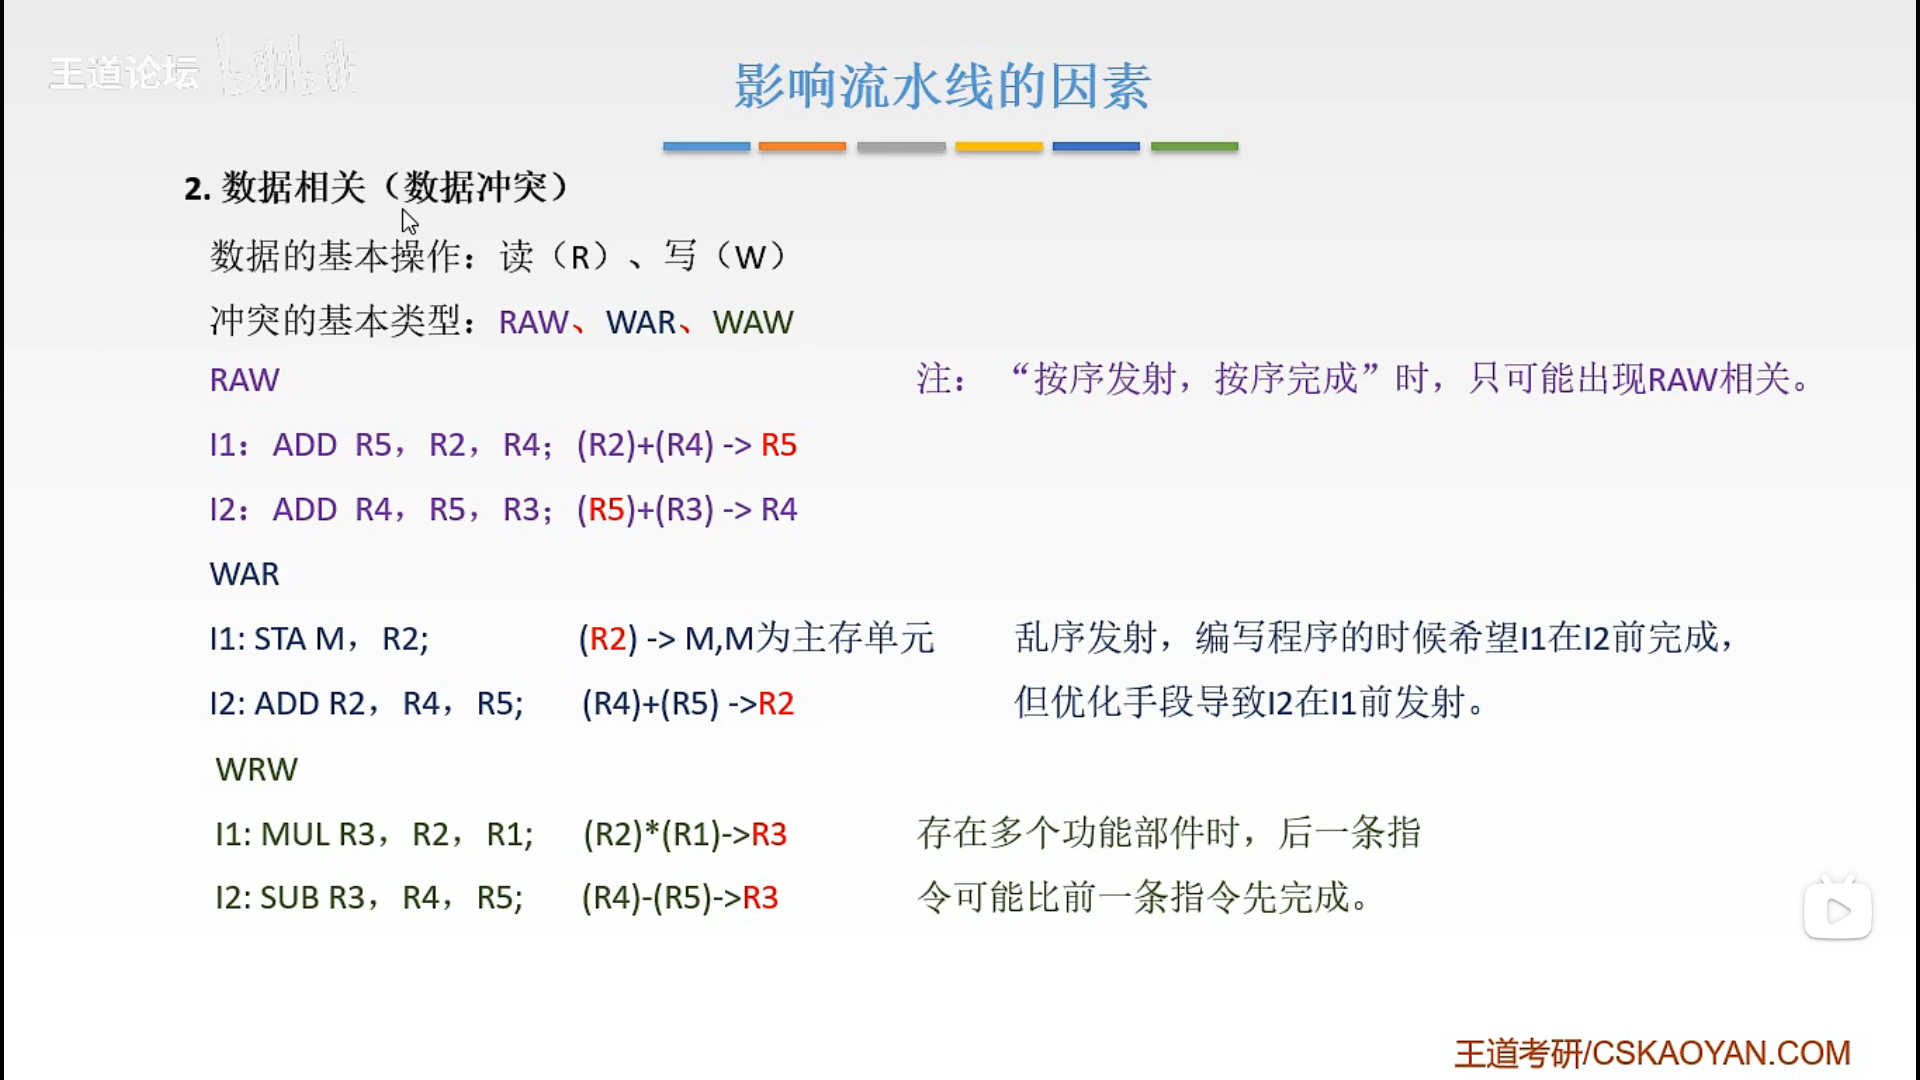 王道论坛 bilibili
影响流水线的因素
2. 数据相关（数据冲突）
数据的基本操作：读（R）、写（W）
冲突的基本类型：RAW、WAR、WAW
RAW
注：“按序发射，按序完成”时，只可能出现RAW相关。
I1：ADD R5，R2，R4；(R2)+(R4) -> R5
I2：ADD R4，R5，R3；(R5)+(R3) -> R4
WAR
I1: STA M，R2; (R2) -> M,M为主存单元 乱序发射，编写程序的时候希望I1在I2前完成，
I2: ADD R2，R4，R5; (R4)+(R5) ->R2 但优化手段导致I2在I1前发射。
WRW
I1: MUL R3，R2，R1; (R2)*(R1)->R3 存在多个功能部件时，后一条指
I2: SUB R3，R4，R5; (R4)-(R5)->R3 令可能比前一条指令先完成。
王道考研/CSKAOYAN.COM